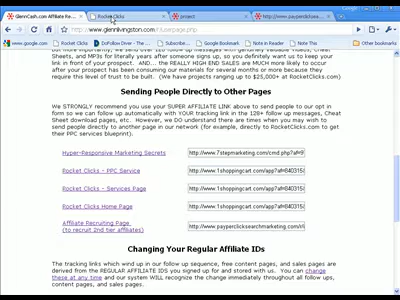 GlennCash.com Affiliate Re...
Rocket Clicks
project
http://www.payperclicksea...
http://www.glennlivingston.com/r/userpage.php
www.google.com
Rocket Clicks
DoFollow Drive
Request to Join Net...
Latest Headlines
Other bookmarks
Sheets, and MP3s for literally years after someone signs up, so you definitely want us to keep your
link in front of your prospect. AND... the REALLY HIGH END SALES are MUCH more likely to occur
after your prospect has been consuming our materials for several months or more because they
require this level of trust to be built. (We have projects ranging up to $25,000+ at RocketClicks.com)
Sending People Directly to Other Pages
We STRONGLY recommend you use your SUPER AFFILIATE LINK above to send people to our opt in
form so we can follow up automatically with YOUR tracking link in the 128+ follow up messages, Cheat
Sheet download pages, etc. However, we DO understand there are times when you may wish to
send people directly to another page in our network (for example, directly to RocketClicks.com to get
their PPC services blueprint).
Hyper-Responsive Marketing Secrets
http://www.7stepmarketing.com/cmd.php?af=9
Rocket Clicks - PPC Service
http://www.1shoppingcart.com/app?af=840315
Rocket Clicks - Services Page
http://www.1shoppingcart.com/app?af=840315
Rocket Clicks Home Page
http://www.1shoppingcart.com/app?af=840315
Affiliate Recruiting Page
(to recruit 2nd tier affiliates)
http://www.payperclicksearchmarketing.com/
Changing Your Regular Affiliate IDs
The tracking links which wind up in our follow up sequence, free content pages, and sales pages are
derived from the REGULAR AFFILIATE IDS you signed up for and stored with us. You can change
these at any time and our system will RECOGNIZE the change immediately throughout all follow ups,
content pages, and sales pages.